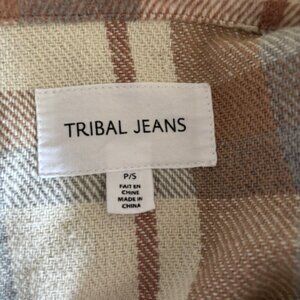 TRIBAL JEANS
P/S
FAIT EN
CHINE
MADE IN
CHINA